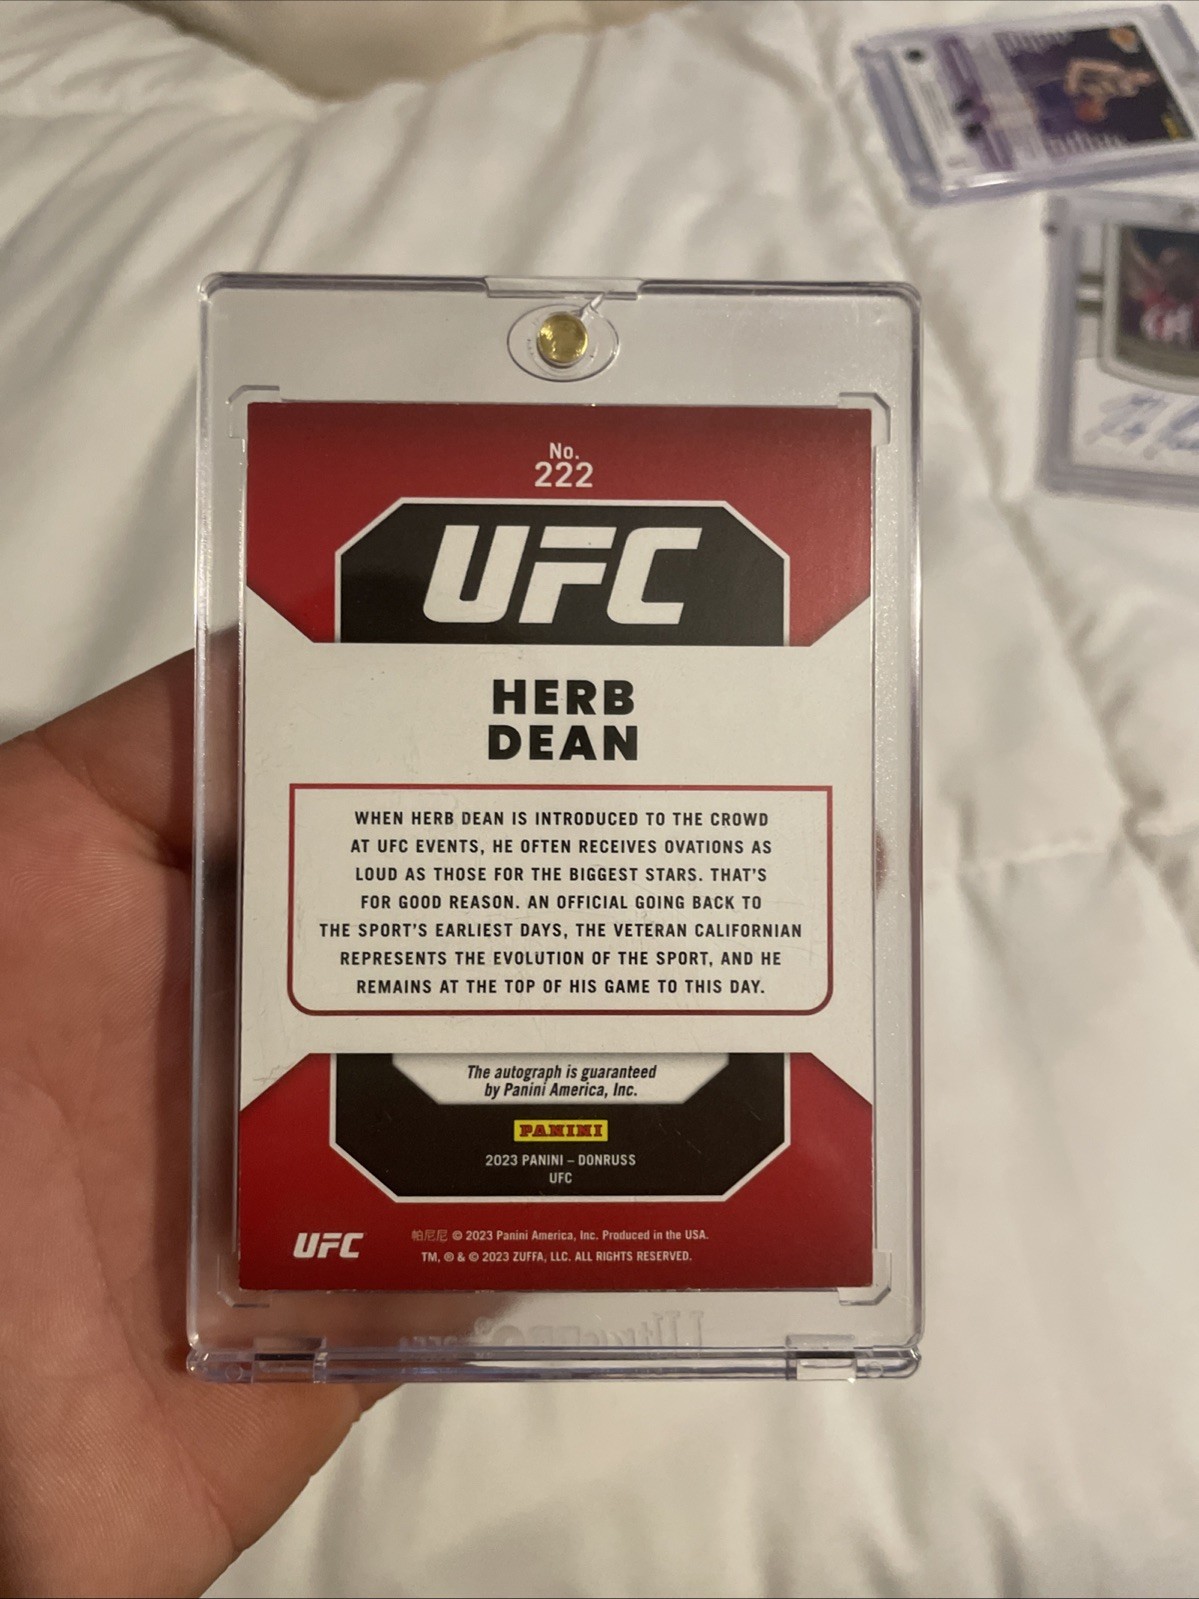 No.
222
UFC
HERB
DEAN
WHEN HERB DEAN IS INTRODUCED TO THE CROWD
AT UFC EVENTS, HE OFTEN RECEIVES OVATIONS AS
LOUD AS THOSE FOR THE BIGGEST STARS. THAT'S
FOR GOOD REASON. AN OFFICIAL GOING BACK TO
THE SPORT'S EARLIEST DAYS, THE VETERAN CALIFORNIAN
REPRESENTS THE EVOLUTION OF THE SPORT, AND HE
REMAINS AT THE TOP OF HIS GAME TO THIS DAY.
The autograph is guaranteed
by Panini America, Inc.
PANINI
2023 PANINI – DONRUSS
UFC
UFC
帕尼尼 © 2023 Panini America, Inc. Produced in the USA.
TM, ® & © 2023 ZUFFA, LLC. ALL RIGHTS RESERVED.